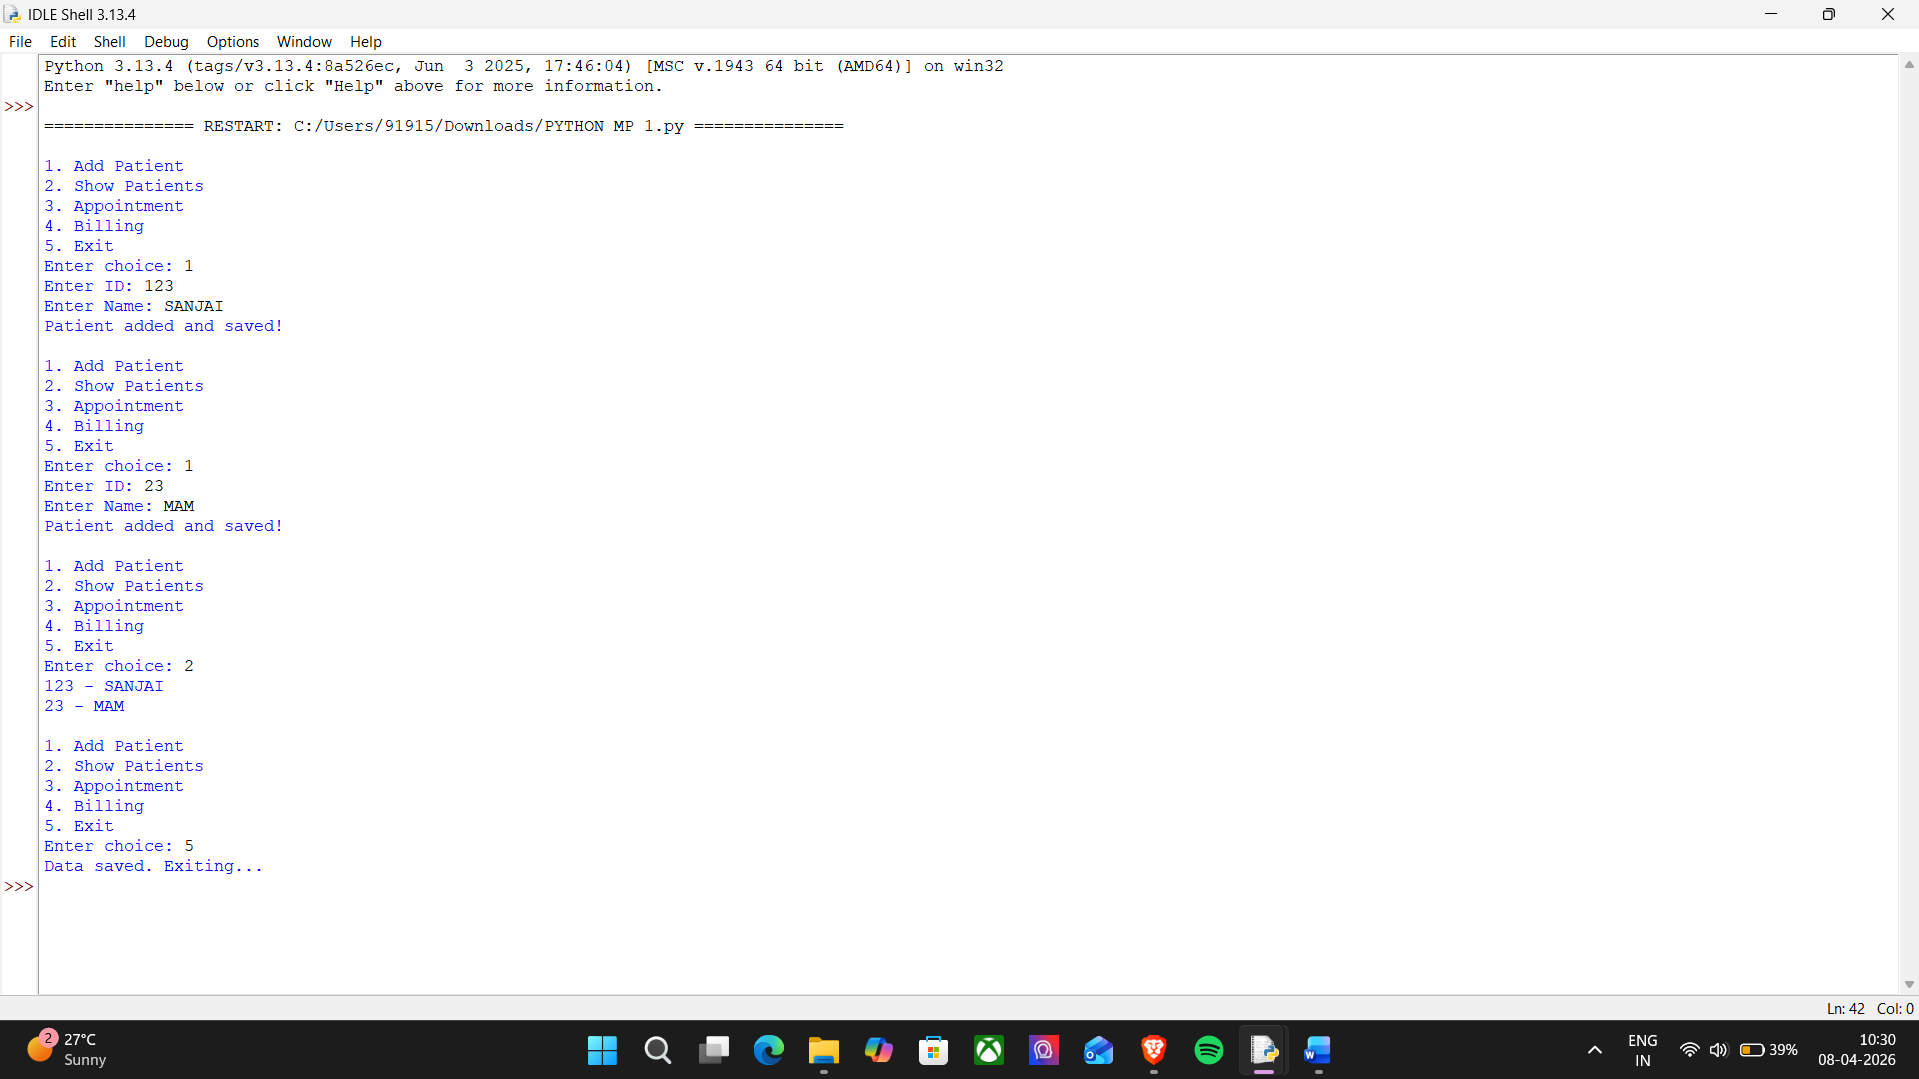 IDLE Shell 3.13.4
File Edit Shell Debug Options Window Help
Python 3.13.4 (tags/v3.13.4:8a526ec, Jun  3 2025, 17:46:04) [MSC v.1943 64 bit (AMD64)] on win32
Enter "help" below or click "Help" above for more information.
>>>
=============== RESTART: C:/Users/91915/Downloads/PYTHON MP 1.py ===============
1. Add Patient
2. Show Patients
3. Appointment
4. Billing
5. Exit
Enter choice: 1
Enter ID: 123
Enter Name: SANJAI
Patient added and saved!
1. Add Patient
2. Show Patients
3. Appointment
4. Billing
5. Exit
Enter choice: 1
Enter ID: 23
Enter Name: MAM
Patient added and saved!
1. Add Patient
2. Show Patients
3. Appointment
4. Billing
5. Exit
Enter choice: 2
123 - SANJAI
23 - MAM
1. Add Patient
2. Show Patients
3. Appointment
4. Billing
5. Exit
Enter choice: 5
Data saved. Exiting...
>>>
Ln: 42 Col: 0
2
27°C
Sunny
ENG
IN
39%
10:30
08-04-2026